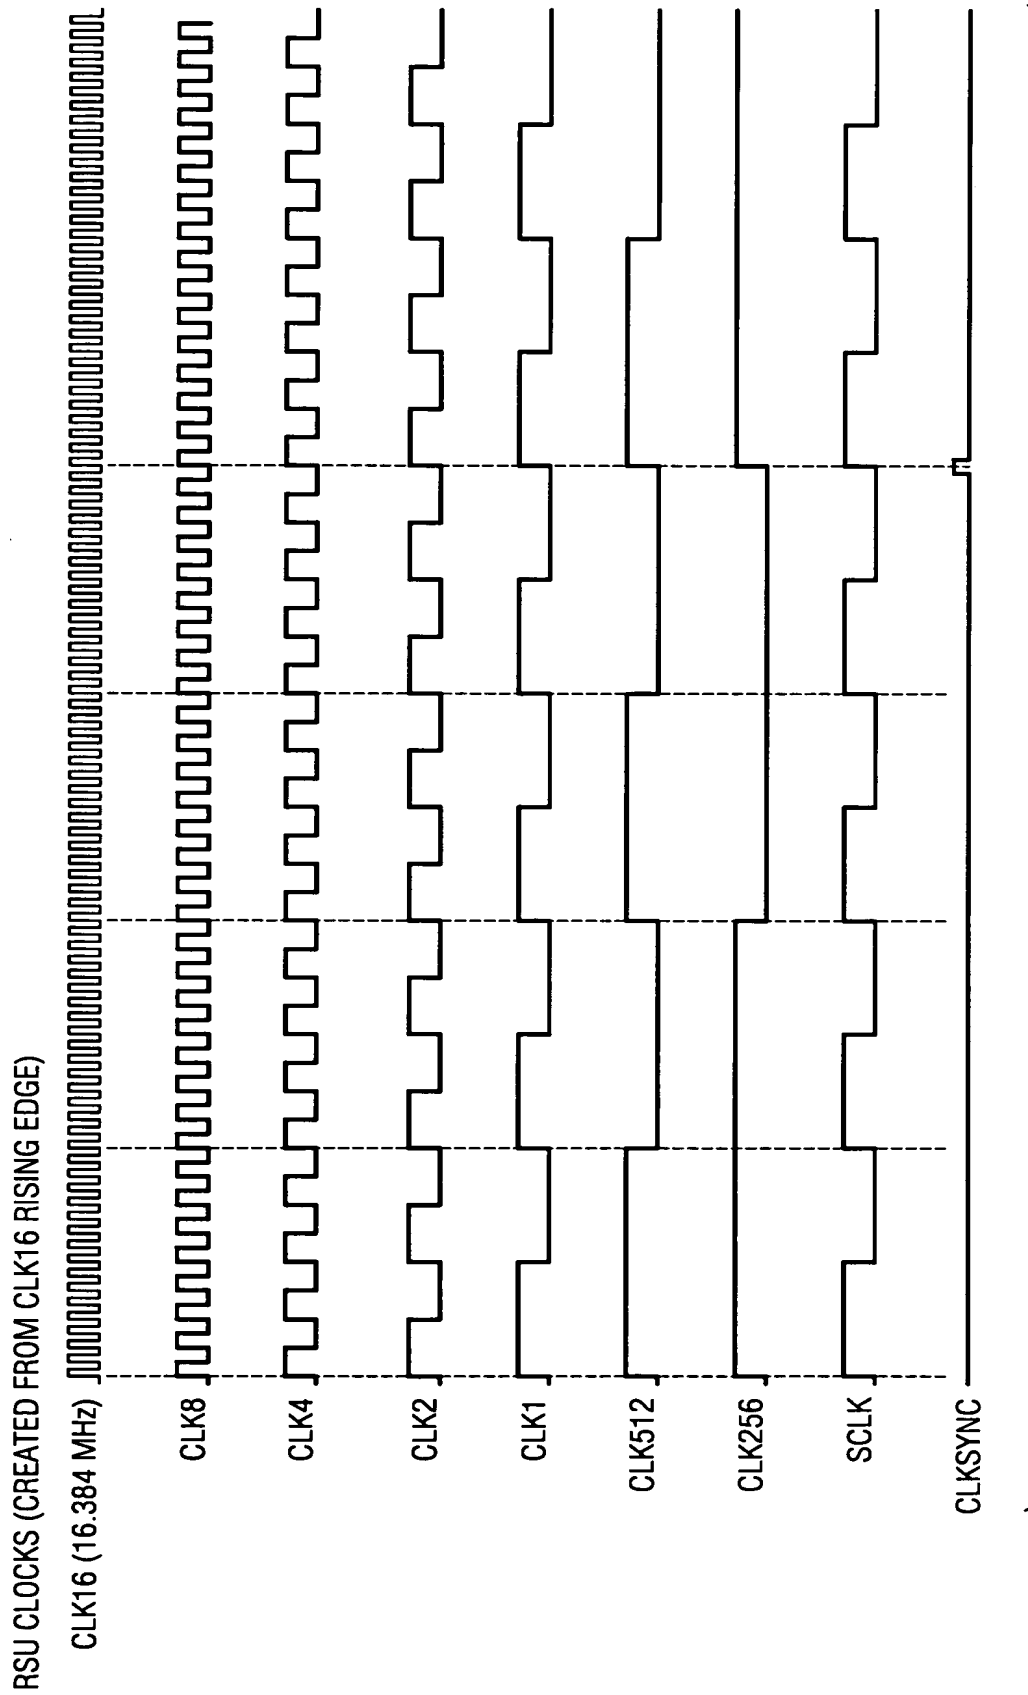 RSU CLOCKS (CREATED FROM CLK16 RISING EDGE)
CLK16 (16.384 MHz)
CLK8
CLK4
CLK2
CLK1
CLK512
CLK256
SCLK
CLKSYNC